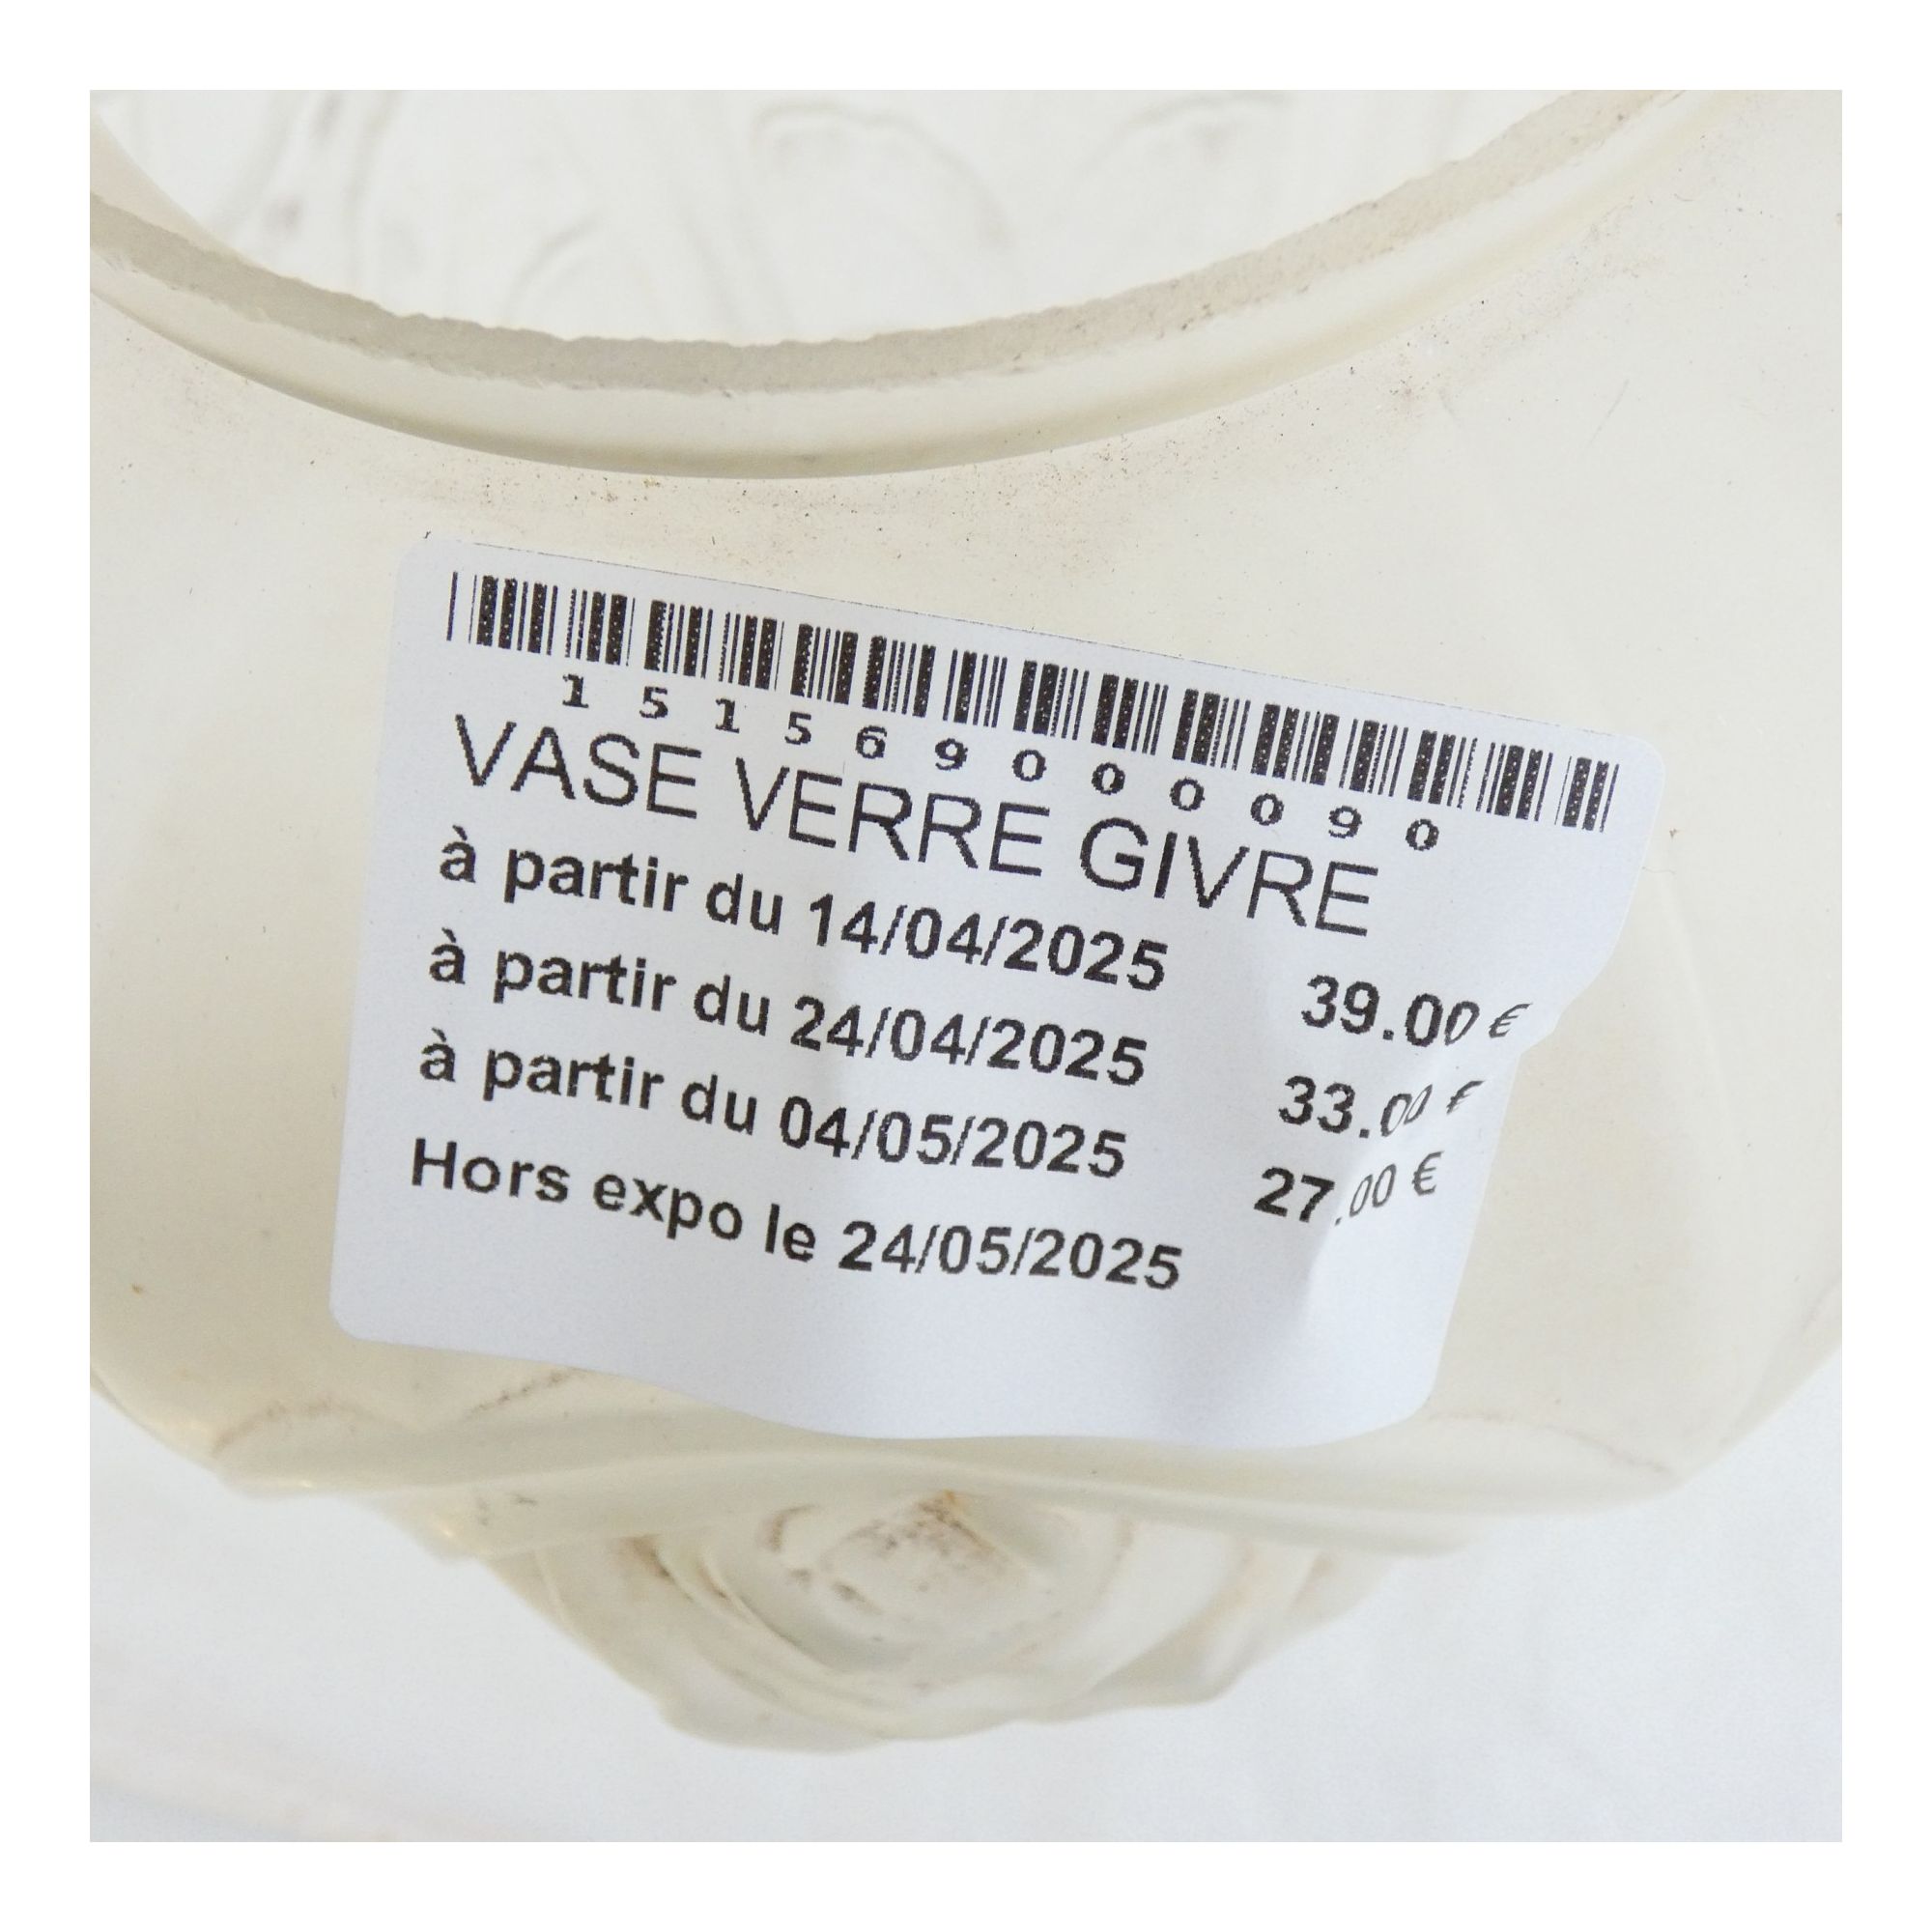 151569000090
VASE VERRE GIVRE
à partir du 14/04/2025 39.00 €
à partir du 24/04/2025 33.00 €
à partir du 04/05/2025 27.00 €
Hors expo le 24/05/2025